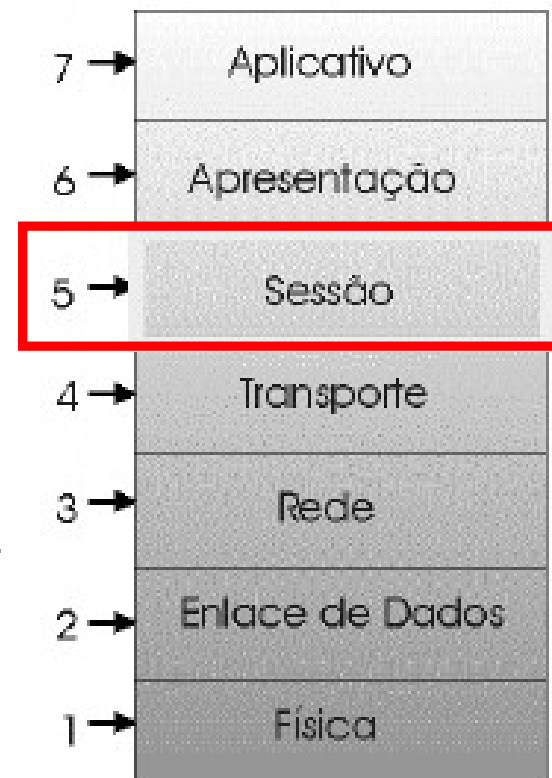 7 Aplicativo
6 Apresentação
5 Sessão
4 Transporte
3 Rede
2 Enlace de Dados
1 Física